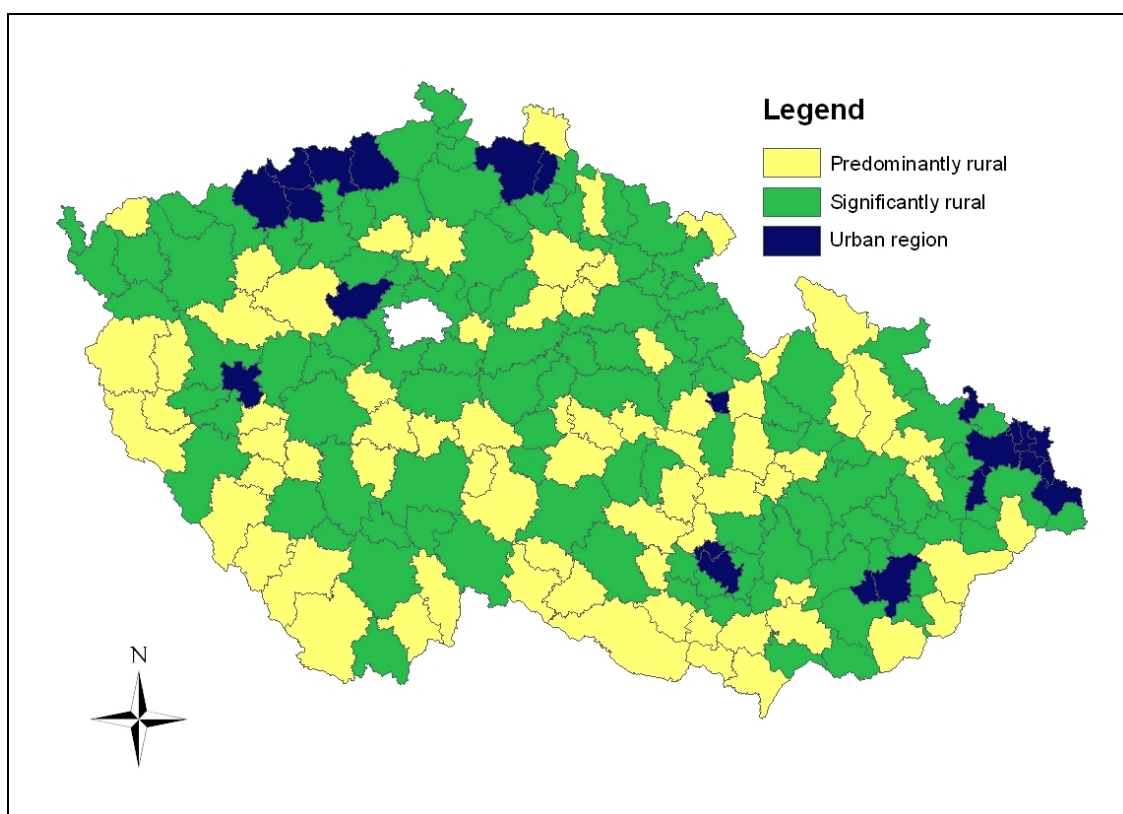 Legend
Predominantly rural
Significantly rural
Urban region
N